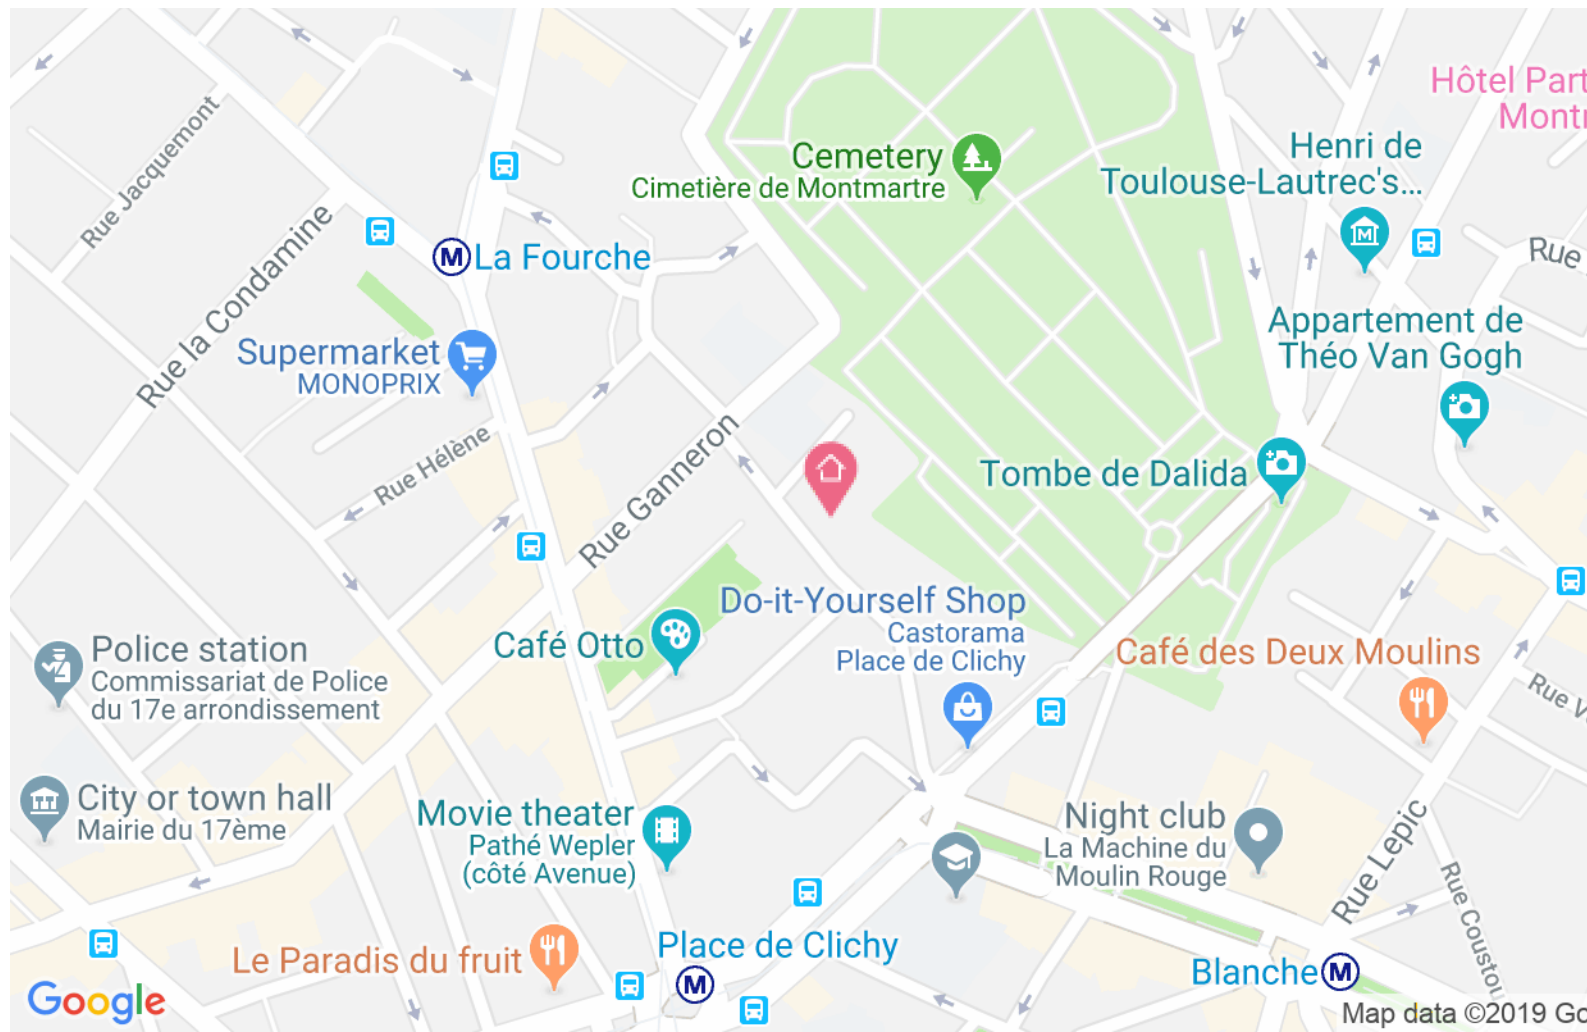 Hôtel Part
Montr
Henri de
Toulouse-Lautrec's...
Cemetery
Cimetière de Montmartre
Rue Jacquemont
M La Fourche
Rue la Condamine
Rue
Supermarket
MONOPRIX
Appartement de
Théo Van Gogh
Rue Hélène
Rue Ganneron
Tombe de Dalida
Do-it-Yourself Shop
Castorama
Place de Clichy
Café Otto
Police station
Commissariat de Police
du 17e arrondissement
Café des Deux Moulins
Rue V
City or town hall
Mairie du 17ème
Movie theater
Pathé Wepler
(côté Avenue)
Night club
La Machine du
Moulin Rouge
Rue Lepic
Rue Coustou
Le Paradis du fruit
Place de Clichy
M
Blanche M
Google
Map data ©2019 Go